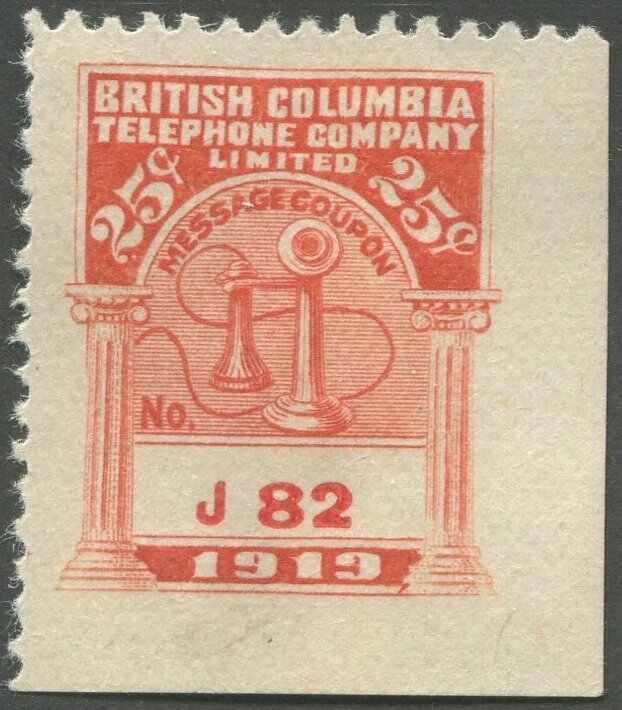 BRITISH COLUMBIA
TELEPHONE COMPANY
LIMITED
25¢ 25¢
MESSAGE COUPON
No.
J 82
1919